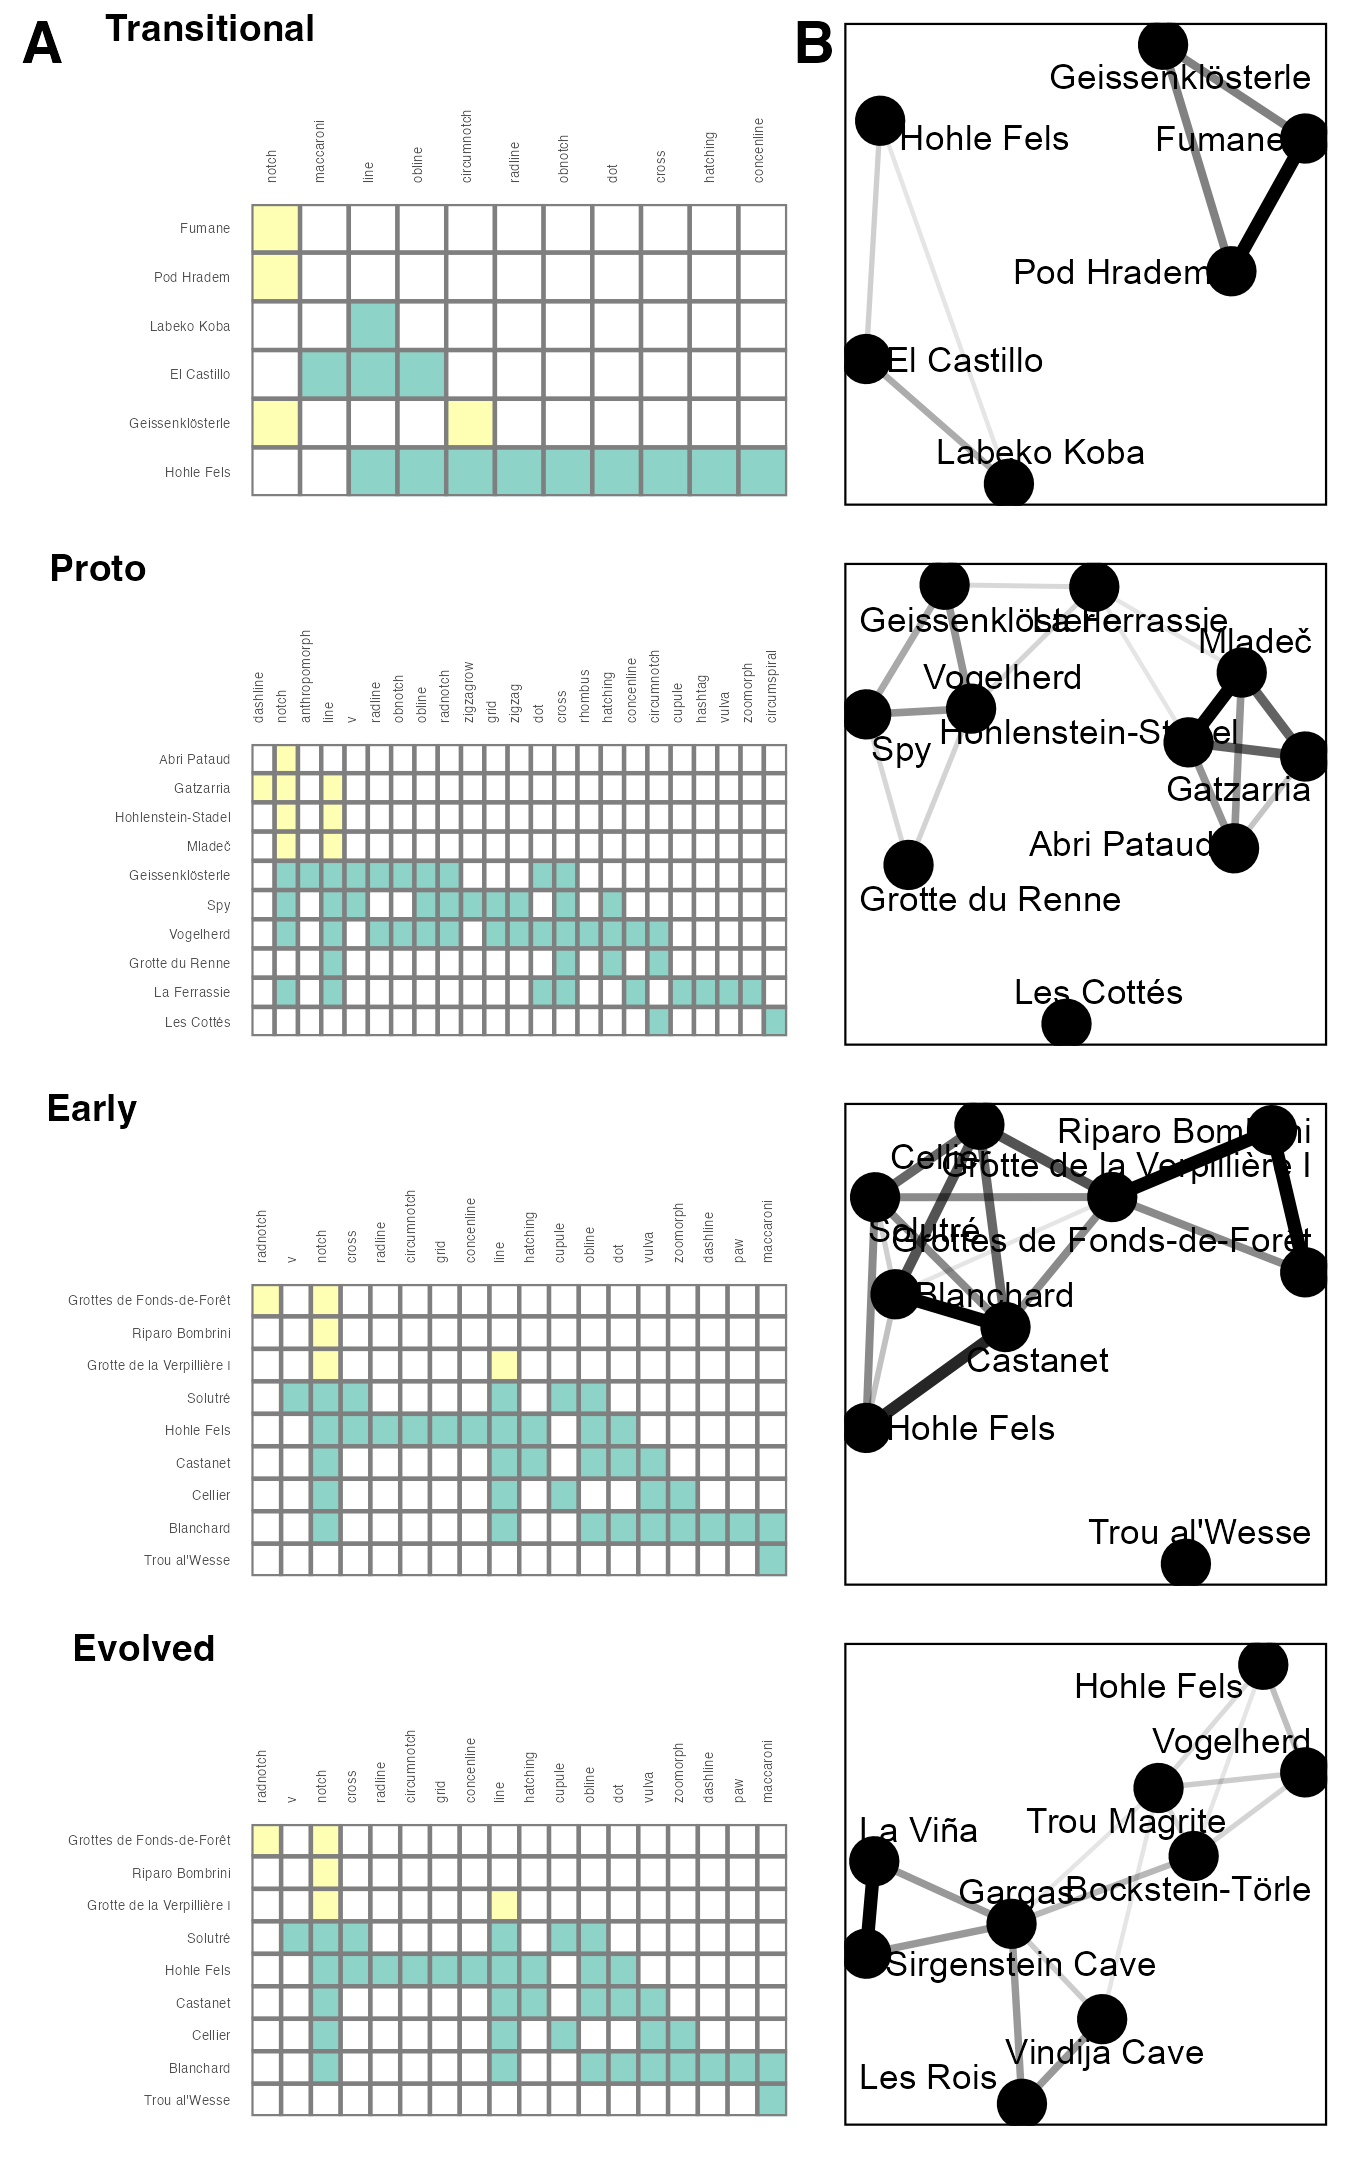 A
Transitional
B
notch
maccaroni
line
obline
circumnotch
radline
obnotch
dot
cross
hatching
concenline
Fumane
Pod Hradem
Labeko Koba
El Castillo
Geissenklösterle
Hohle Fels
Geissenklösterle
Hohle Fels
Fumane
Pod Hradem
El Castillo
Labeko Koba
Proto
dashline
notch
anthropomorph
line
v
radline
obnotch
obline
radnotch
zigzagrow
grid
zigzag
dot
cross
rhombus
hatching
concenline
circumnotch
cupule
hashtag
vulva
zoomorph
circumspiral
Abri Pataud
Gatzarria
Hohlenstein-Stadel
Mladeč
Geissenklösterle
Spy
Vogelherd
Grotte du Renne
La Ferrassie
Les Cottés
Geissenklösterle
La Ferrassie
Mladeč
Vogelherd
Hohlenstein-Stadel
Spy
Gatzarria
Abri Pataud
Grotte du Renne
Les Cottés
Early
radnotch
v
notch
cross
radline
circumnotch
grid
concenline
line
hatching
cupule
obline
dot
vulva
zoomorph
dashline
paw
maccaroni
Grottes de Fonds-de-Forêt
Riparo Bombrini
Grotte de la Verpillière I
Solutré
Hohle Fels
Castanet
Cellier
Blanchard
Trou al'Wesse
Riparo Bombrini
Cellier
Grotte de la Verpillière I
Solutré
Grottes de Fonds-de-Forêt
Blanchard
Castanet
Hohle Fels
Trou al'Wesse
Evolved
radnotch
v
notch
cross
radline
circumnotch
grid
concenline
line
hatching
cupule
obline
dot
vulva
zoomorph
dashline
paw
maccaroni
Grottes de Fonds-de-Forêt
Riparo Bombrini
Grotte de la Verpillière I
Solutré
Hohle Fels
Castanet
Cellier
Blanchard
Trou al'Wesse
Hohle Fels
Vogelherd
Trou Magrite
La Viña
Gargas
Bockstein-Törle
Sirgenstein Cave
Vindija Cave
Les Rois